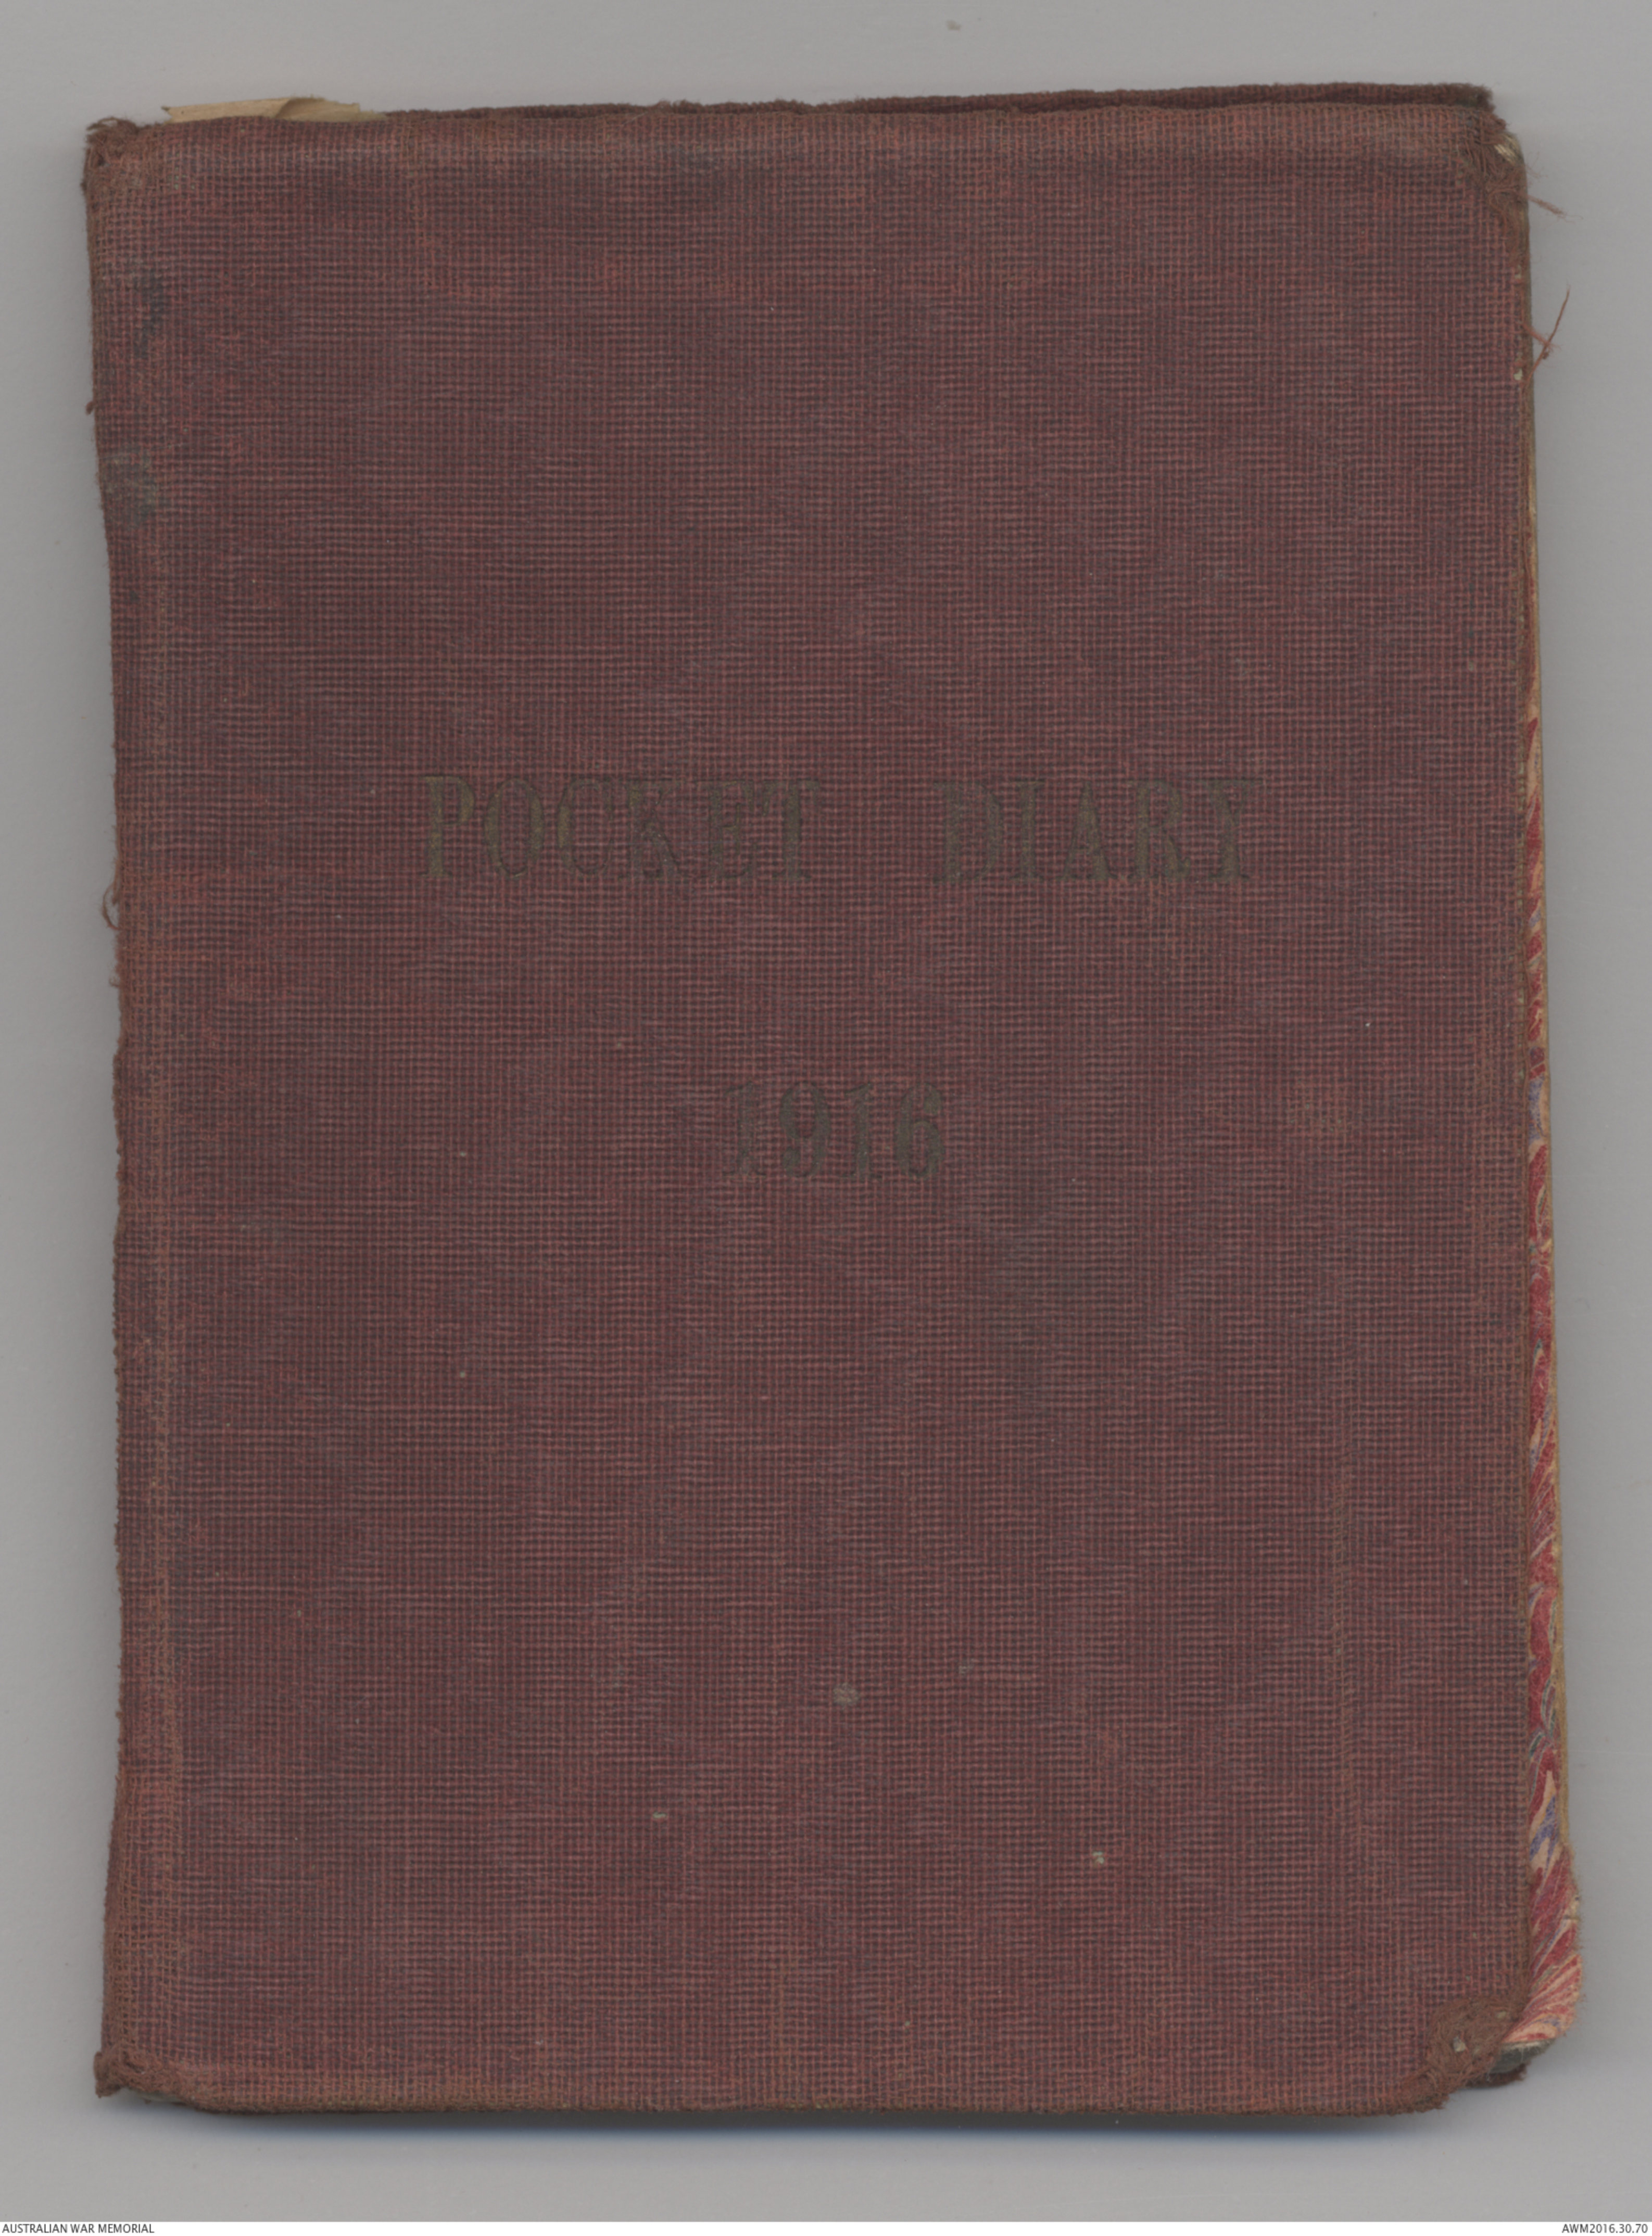 POCKET DIARY
1916
AUSTRALIAN WAR MEMORIAL
AWM2016.30.70